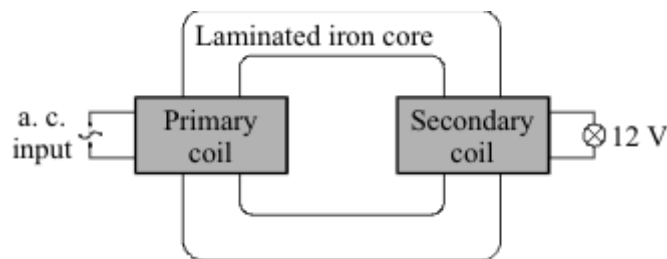 Laminated iron core
a. c.
input
Primary
coil
Secondary
coil
12 V